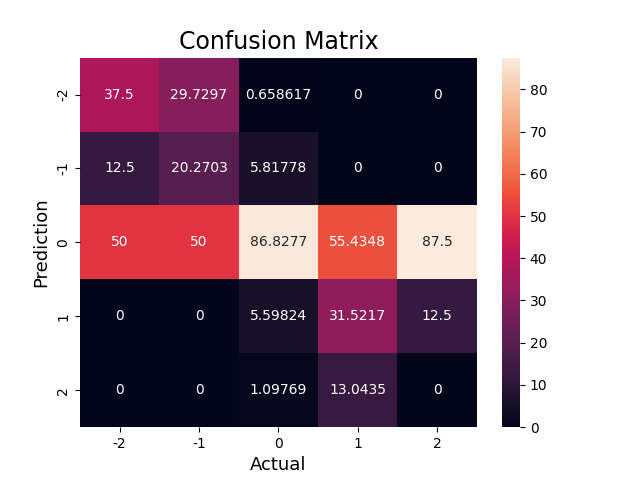 Confusion Matrix
-2 37.5 29.7297 0.658617 0 0
-1 12.5 20.2703 5.81778 0 0
0 50 50 86.8277 55.4348 87.5
1 0 0 5.59824 31.5217 12.5
2 0 0 1.09769 13.0435 0
-2 -1 0 1 2
Prediction
Actual
80
70
60
50
40
30
20
10
0